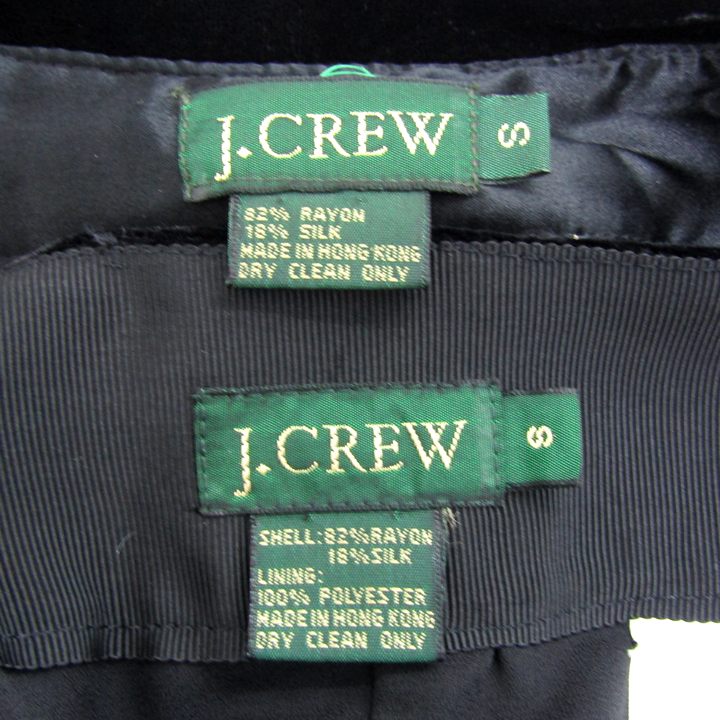 J.CREW
S
82% RAYON
18% SILK
MADE IN HONG KONG
DRY CLEAN ONLY
J.CREW
S
SHELL: 82% RAYON
18% SILK
LINING:
100% POLYESTER
MADE IN HONG KONG
DRY CLEAN ONLY